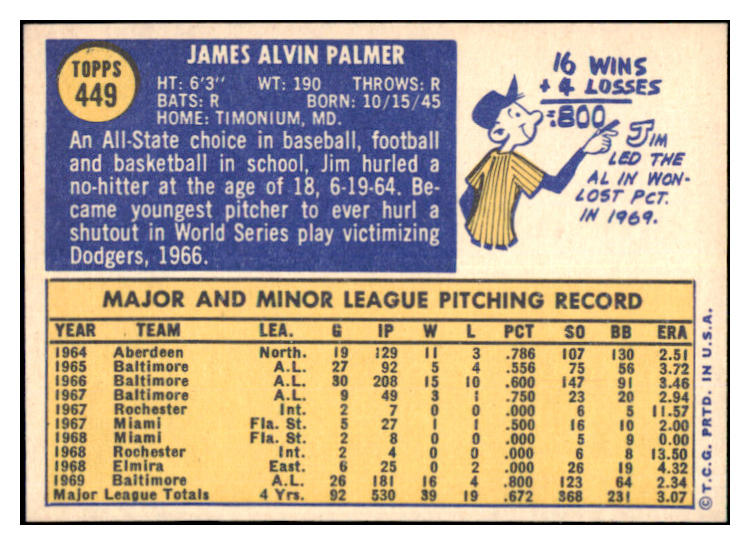 TOPPS
449
JAMES ALVIN PALMER
HT: 6'3" WT: 190 THROWS: R
BATS: R BORN: 10/15/45
HOME: TIMONIUM, MD.
An All-State choice in baseball, football
and basketball in school, Jim hurled a
no-hitter at the age of 18, 6-19-64. Be-
came youngest pitcher to ever hurl a
shutout in World Series play victimizing
Dodgers, 1966.
16 WINS
+ 4 LOSSES
=.800
JIM
LED THE
AL IN WON-
LOST PCT.
IN 1969.
MAJOR AND MINOR LEAGUE PITCHING RECORD
YEAR TEAM LEA. G IP W L PCT SO BB ERA
1964 Aberdeen North. 19 129 11 3 .786 107 130 2.51
1965 Baltimore A.L. 27 92 5 4 .556 75 56 3.72
1966 Baltimore A.L. 30 208 15 10 .600 147 91 3.46
1967 Baltimore A.L. 9 49 3 1 .750 23 20 2.94
1967 Rochester Int. 2 7 0 0 .000 6 5 11.57
1967 Miami Fla. St. 5 27 1 1 .500 16 10 2.00
1968 Miami Fla. St. 2 8 0 0 .000 5 9 0.00
1968 Rochester Int. 2 4 0 0 .000 6 8 13.50
1968 Elmira East. 6 25 0 2 .000 26 19 4.32
1969 Baltimore A.L. 26 181 16 4 .800 123 64 2.34
Major League Totals 4 Yrs. 92 530 39 19 .672 368 231 3.07
©T.C.G. PRTD. IN U.S.A.